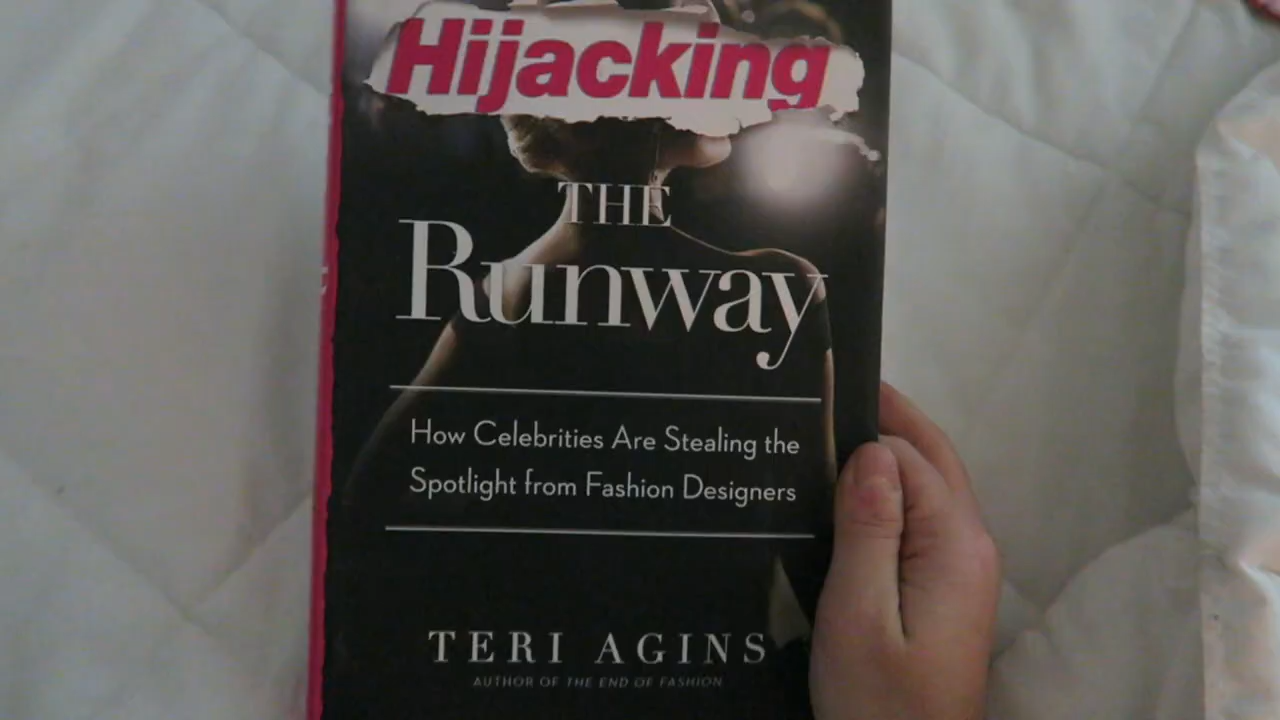 Hijacking
THE
Runway
How Celebrities Are Stealing the
Spotlight from Fashion Designers
TERI AGINS
AUTHOR OF THE END OF FASHION